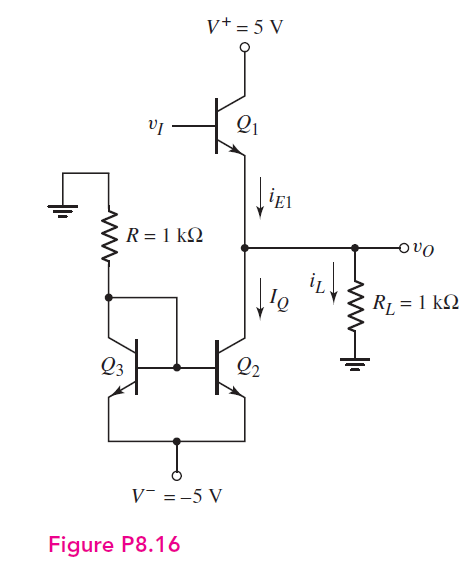 V⁺ = 5 V
v_I
Q₁
i_E1
R = 1 kΩ
v_O
I_Q
i_L
R_L = 1 kΩ
Q₃
Q₂
V⁻ = –5 V
Figure P8.16